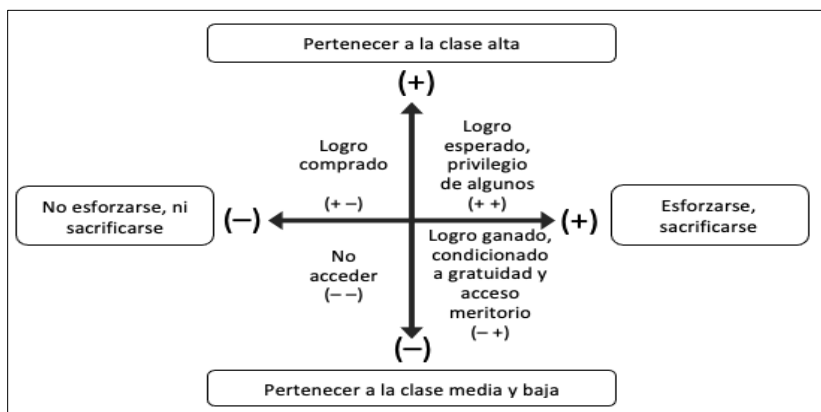 Pertenecer a la clase alta
(+)
Logro
comprado
(+ –)
Logro
esperado,
privilegio
de algunos
(+ +)
No esforzarse, ni
sacrificarse
(–)
(+)
Esforzarse,
sacrificarse
No
acceder
(– –)
Logro ganado,
condicionado
a gratuidad y
acceso
meritorio
(– +)
(–)
Pertenecer a la clase media y baja